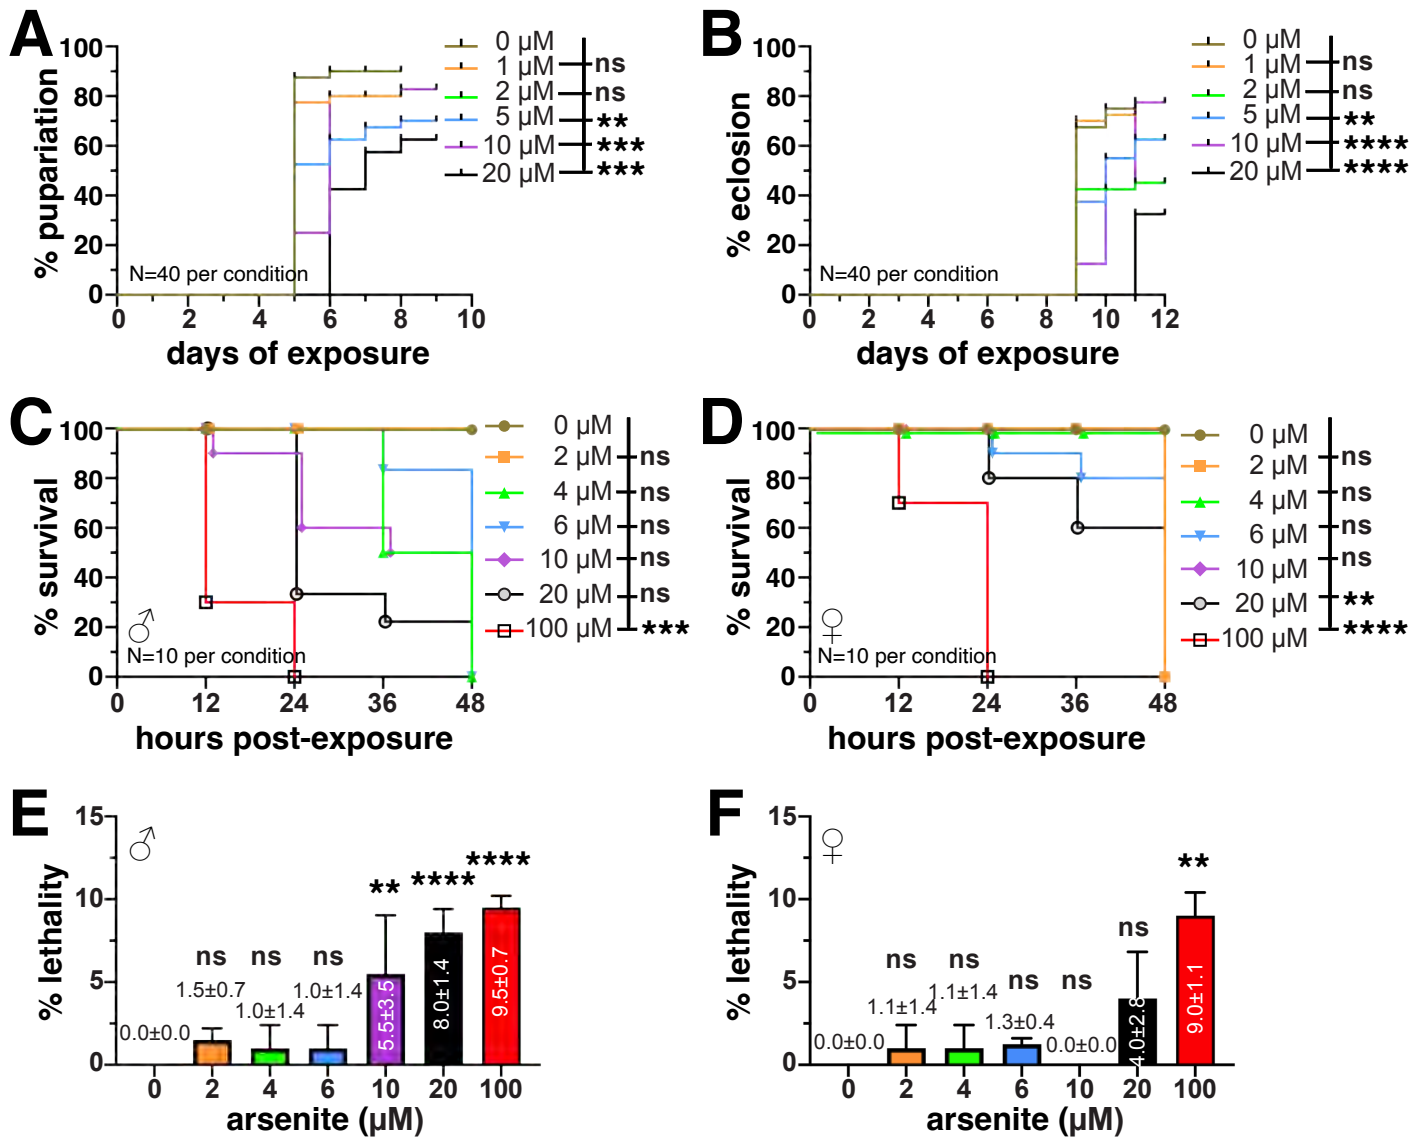 A
% pupariation
100
80
60
40
20
0
0 2 4 6 8 10
days of exposure
N=40 per condition
0 µM
1 µM ns
2 µM ns
5 µM **
10 µM ***
20 µM ***
B
% eclosion
100
80
60
40
20
0
0 2 4 6 8 10 12
days of exposure
N=40 per condition
0 µM
1 µM ns
2 µM ns
5 µM **
10 µM ****
20 µM ****
C
% survival
100
80
60
40
20
0
0 12 24 36 48
hours post-exposure
♂
N=10 per condition
0 µM
2 µM ns
4 µM ns
6 µM ns
10 µM ns
20 µM ns
100 µM ***
D
% survival
100
80
60
40
20
0
0 12 24 36 48
hours post-exposure
♀
N=10 per condition
0 µM
2 µM ns
4 µM ns
6 µM ns
10 µM ns
20 µM **
100 µM ****
E
% lethality
15
10
5
0
♂
ns ns ns ** **** ****
0.0±0.0 1.5±0.7 1.0±1.4 1.0±1.4 5.5±3.5 8.0±1.4 9.5±0.7
0 2 4 6 10 20 100
arsenite (µM)
F
% lethality
15
10
5
0
♀
ns ns ns ns ns **
0.0±0.0 1.1±1.4 1.1±1.4 1.3±0.4 0.0±0.0 4.0±2.8 9.0±1.1
0 2 4 6 10 20 100
arsenite (µM)